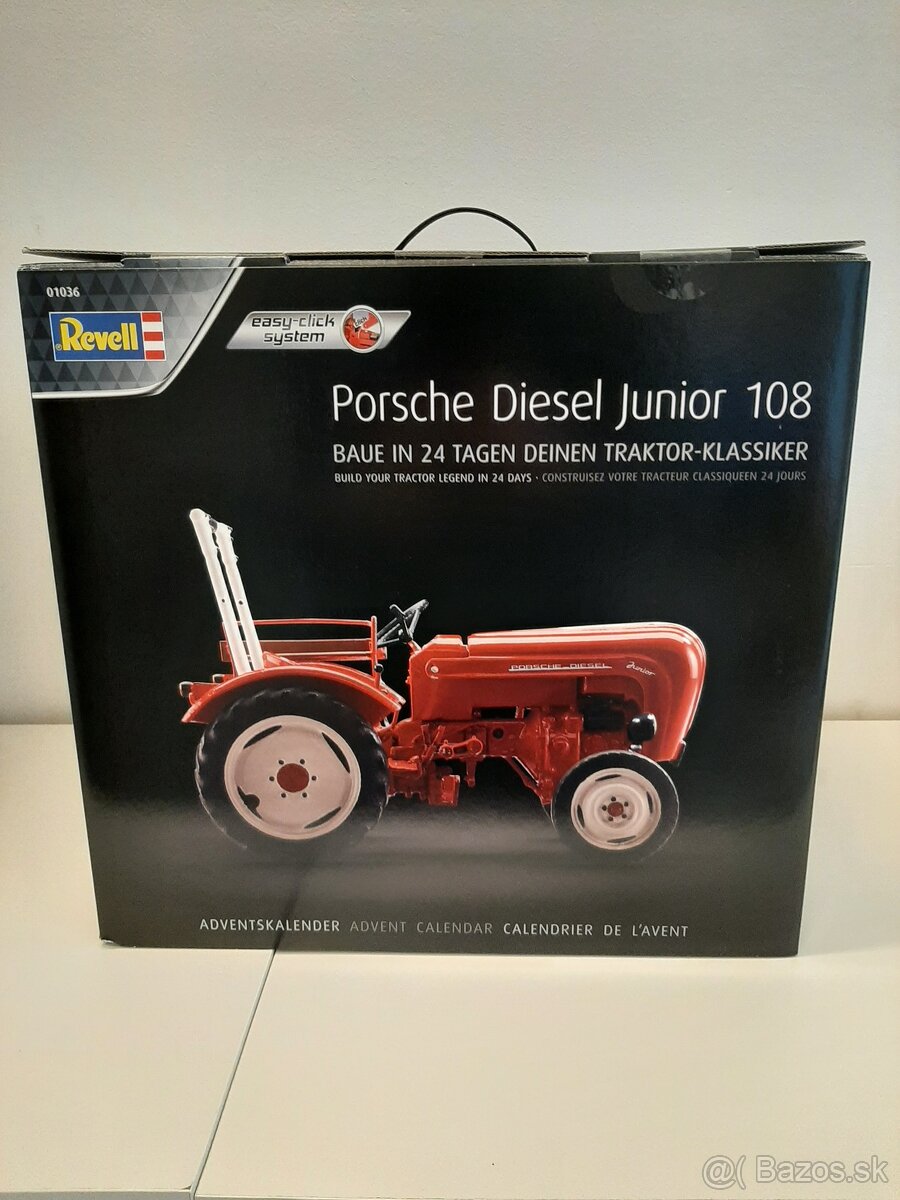 01036
Revell
easy-click
system
Porsche Diesel Junior 108
BAUE IN 24 TAGEN DEINEN TRAKTOR-KLASSIKER
BUILD YOUR TRACTOR LEGEND IN 24 DAYS · CONSTRUISEZ VOTRE TRACTEUR CLASSIQUEEN 24 JOURS
PORSCHE-DIESEL Junior
ADVENTSKALENDER ADVENT CALENDAR CALENDRIER DE L'AVENT
@( Bazos.sk